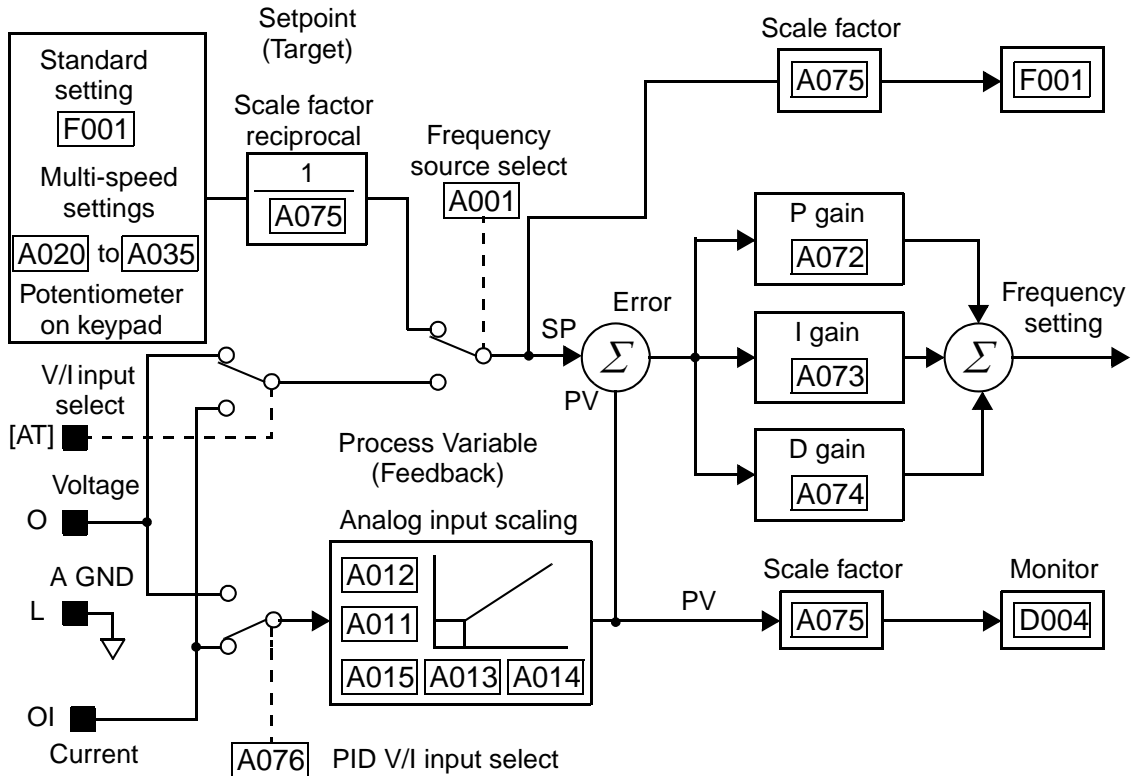 Setpoint
(Target)
Scale factor
A075
F001
Standard
setting
F001
Multi-speed
settings
A020 to A035
Potentiometer
on keypad
Scale factor
reciprocal
1
A075
Frequency
source select
A001
P gain
A072
I gain
A073
D gain
A074
Error
SP
Σ
PV
Σ
Frequency
setting
V/I input
select
[AT]
Voltage
O
A GND
L
OI
Current
Process Variable
(Feedback)
Analog input scaling
A012
A011
A015 A013 A014
A076 PID V/I input select
PV
Scale factor
A075
Monitor
D004